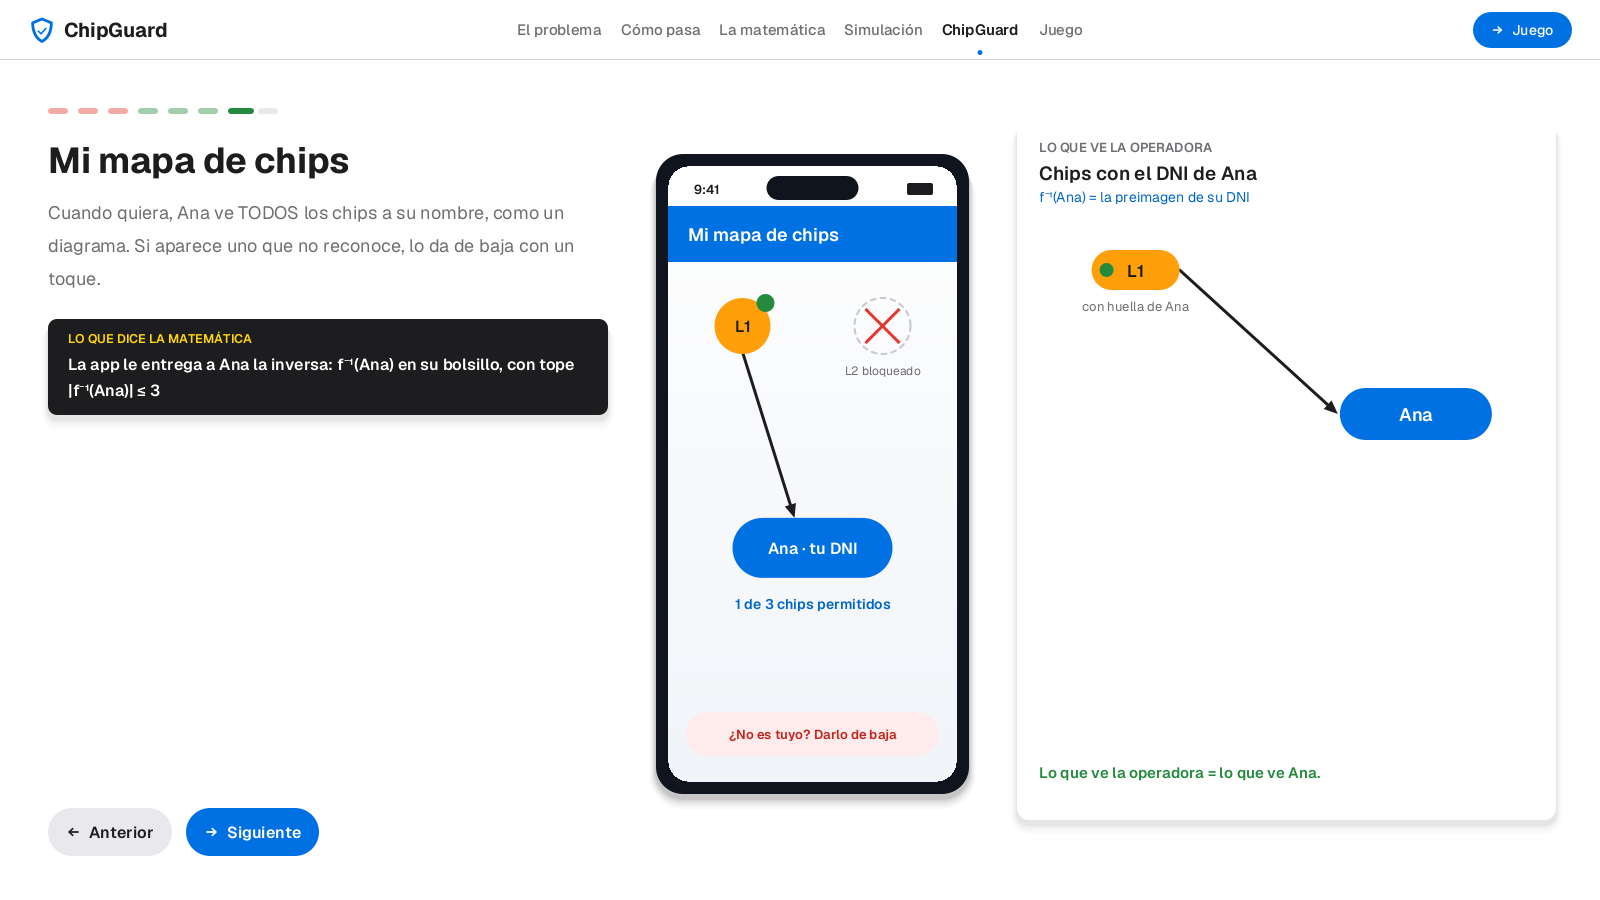 ChipGuard
El problema
Cómo pasa
La matemática
Simulación
ChipGuard
Juego
→ Juego
Mi mapa de chips
Cuando quiera, Ana ve TODOS los chips a su nombre, como un
diagrama. Si aparece uno que no reconoce, lo da de baja con un
toque.
LO QUE DICE LA MATEMÁTICA
La app le entrega a Ana la inversa: f⁻¹(Ana) en su bolsillo, con tope
|f⁻¹(Ana)| ≤ 3
← Anterior
→ Siguiente
9:41
Mi mapa de chips
L1
L2 bloqueado
Ana · tu DNI
1 de 3 chips permitidos
¿No es tuyo? Darlo de baja
LO QUE VE LA OPERADORA
Chips con el DNI de Ana
f⁻¹(Ana) = la preimagen de su DNI
L1
con huella de Ana
Ana
Lo que ve la operadora = lo que ve Ana.